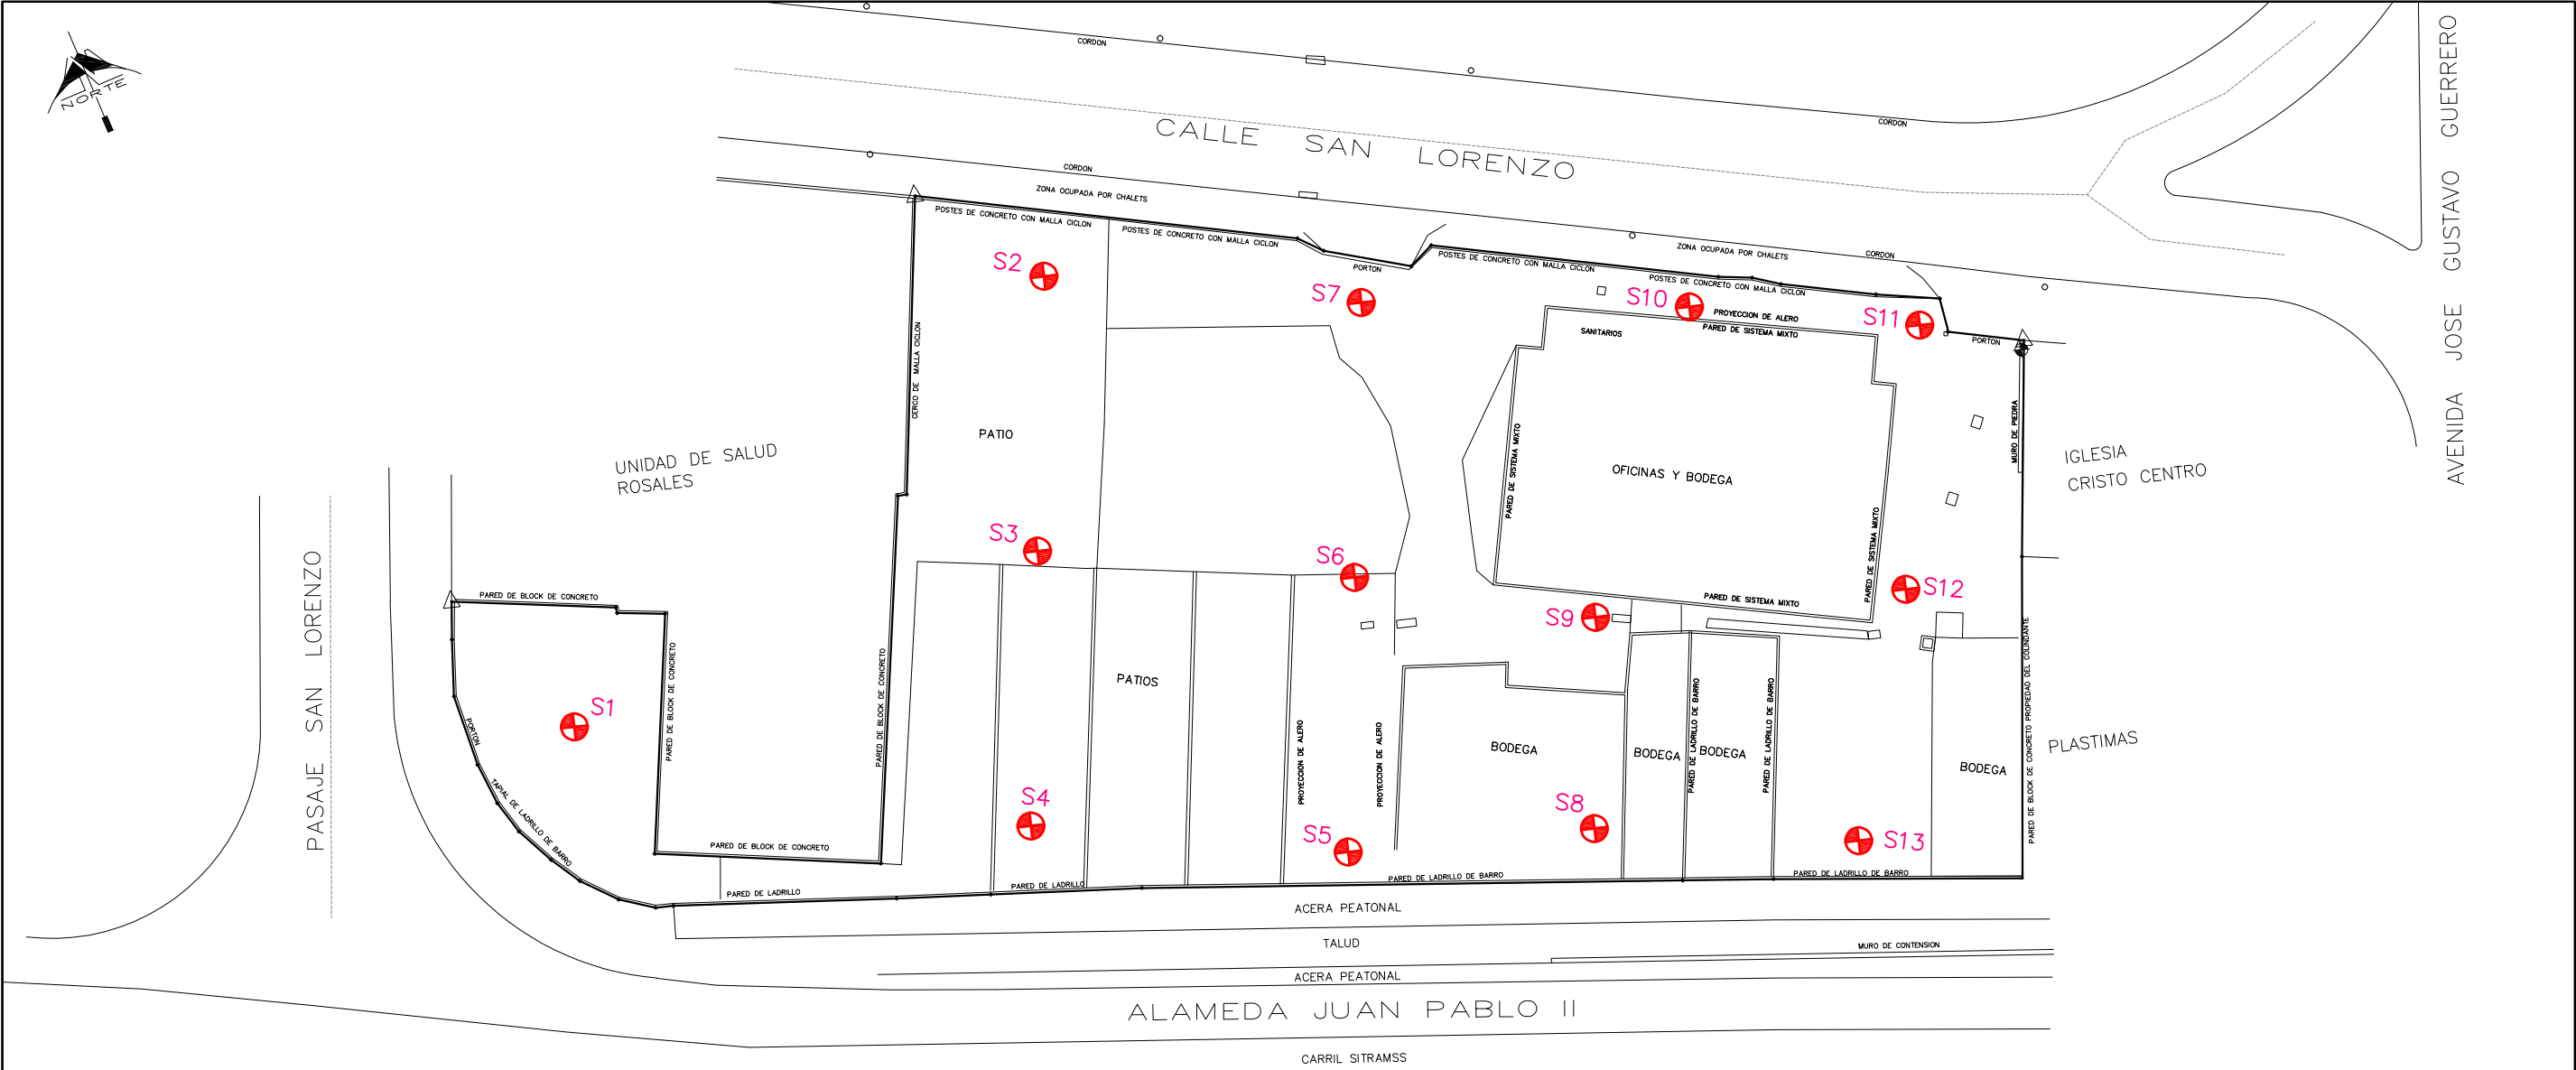 NORTE
CORDON
CORDON
CALLE SAN LORENZO
AVENIDA JOSE GUSTAVO GUERRERO
CORDON
ZONA OCUPADA POR CHALETS
POSTES DE CONCRETO CON MALLA CICLON
POSTES DE CONCRETO CON MALLA CICLON
PORTON
ZONA OCUPADA POR CHALETS
CORDON
POSTES DE CONCRETO CON MALLA CICLON
POSTES DE CONCRETO CON MALLA CICLON
S2
S7
S10
S11
PROYECCION DE ALERO
SANITARIOS
PARED DE SISTEMA MIXTO
PORTON
CERCO DE MALLA CICLON
MURO DE PIEDRA
PATIO
UNIDAD DE SALUD
ROSALES
PARED DE SISTEMA MIXTO
OFICINAS Y BODEGA
PARED DE SISTEMA MIXTO
IGLESIA
CRISTO CENTRO
S3
S6
S12
PARED DE SISTEMA MIXTO
S9
PASAJE SAN LORENZO
PARED DE BLOCK DE CONCRETO
PARED DE BLOCK DE CONCRETO
PARED DE BLOCK DE CONCRETO
S1
PORTON
TAPIAL DE LADRILLO DE BARRO
PATIOS
PROYECCION DE ALERO
PROYECCION DE ALERO
BODEGA
BODEGA
PARED DE LADRILLO DE BARRO
BODEGA
PARED DE LADRILLO DE BARRO
BODEGA
PARED DE BLOCK DE CONCRETO PROPIEDAD DEL COLINDANTE
PLASTIMAS
S4
S5
S8
S13
PARED DE BLOCK DE CONCRETO
PARED DE LADRILLO
PARED DE LADRILLO
PARED DE LADRILLO DE BARRO
PARED DE LADRILLO DE BARRO
ACERA PEATONAL
TALUD
MURO DE CONTENSION
ACERA PEATONAL
ALAMEDA JUAN PABLO II
CARRIL SITRAMSS